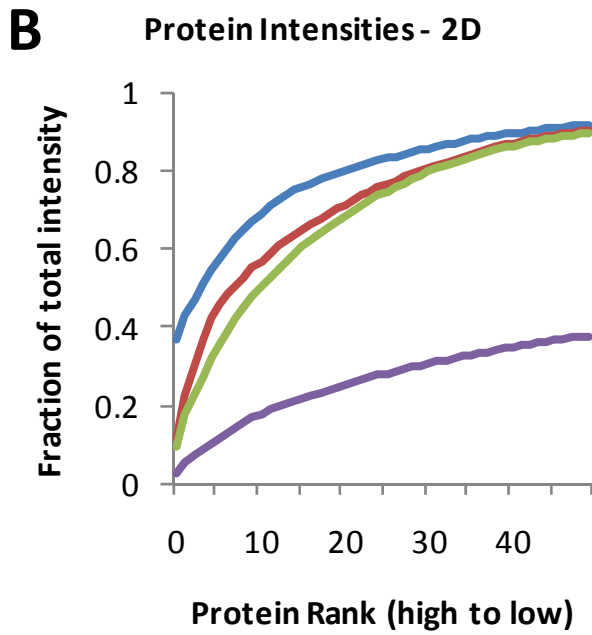 B
Protein Intensities - 2D
Fraction of total intensity
1
0.8
0.6
0.4
0.2
0
0 10 20 30 40
Protein Rank (high to low)